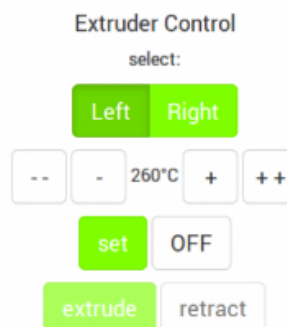 Extruder Control
select:
Left Right
-- - 260°C + ++
set OFF
extrude retract